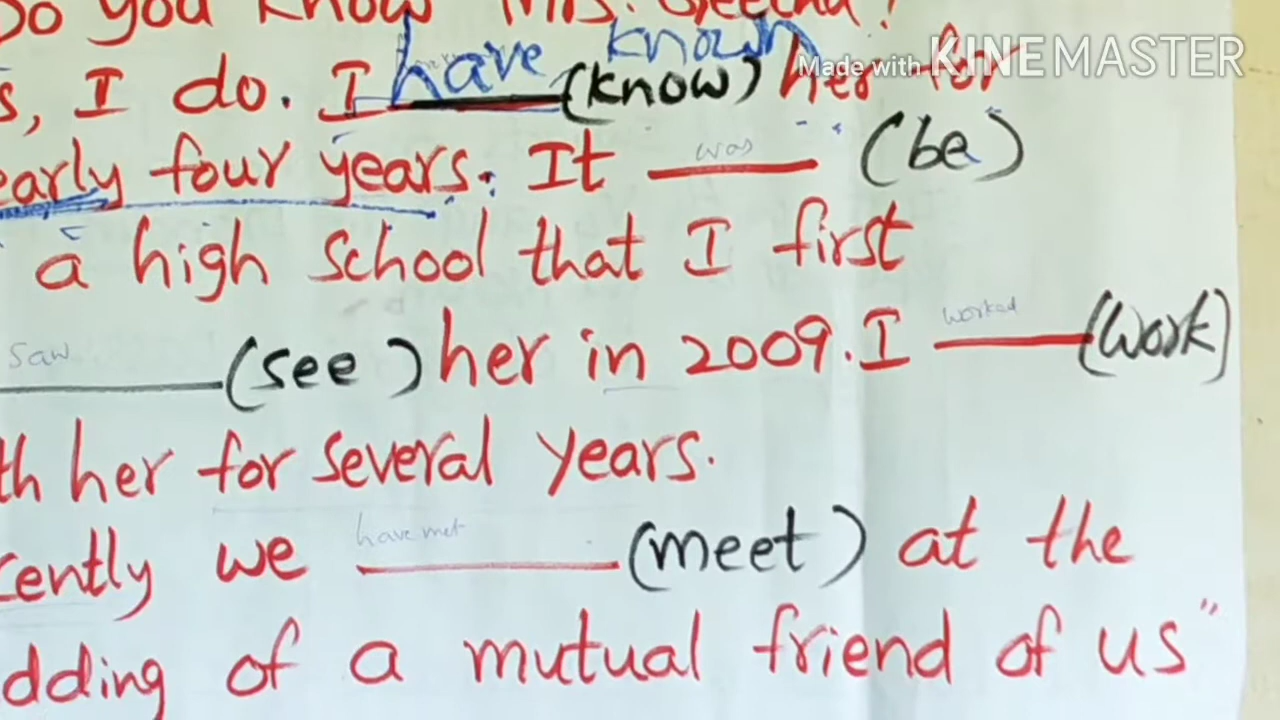 Do you know Mrs. Geetha?
s, I do. I have known (know) her for
early four years. It was (be)
a high school that I first
saw (see) her in 2009. I worked (work)
th her for several years.
cently we have met (meet) at the
dding of a mutual friend of us"
Made with KINEMASTER